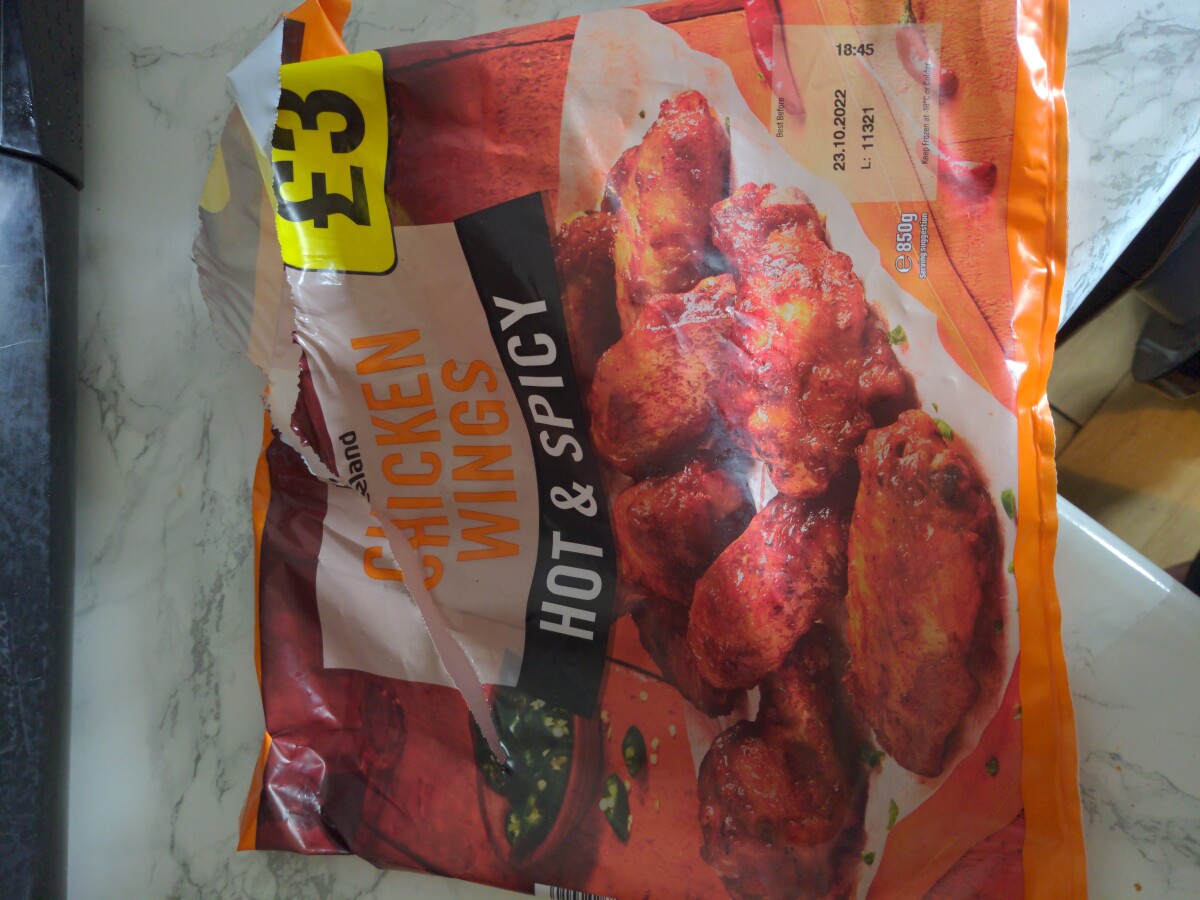 £3
eland
CHICKEN
WINGS
HOT & SPICY
Best Before
23.10.2022 18:45
L: 11321
Keep Frozen at -18°C or Colder
e 850g
Serving suggestion